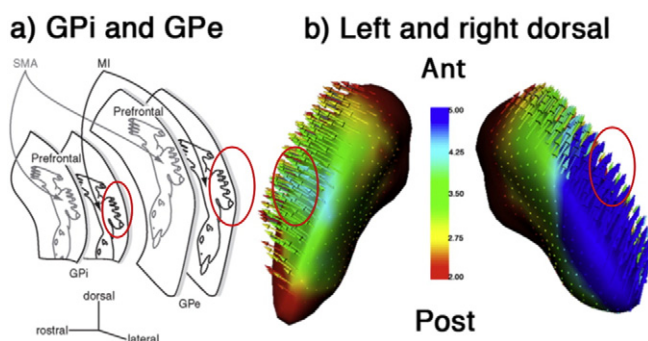 a) GPi and GPe
b) Left and right dorsal
SMA
MI
Prefrontal
Prefrontal
GPi
GPe
dorsal
rostral
lateral
Ant
5.00
4.25
3.50
2.75
2.00
Post